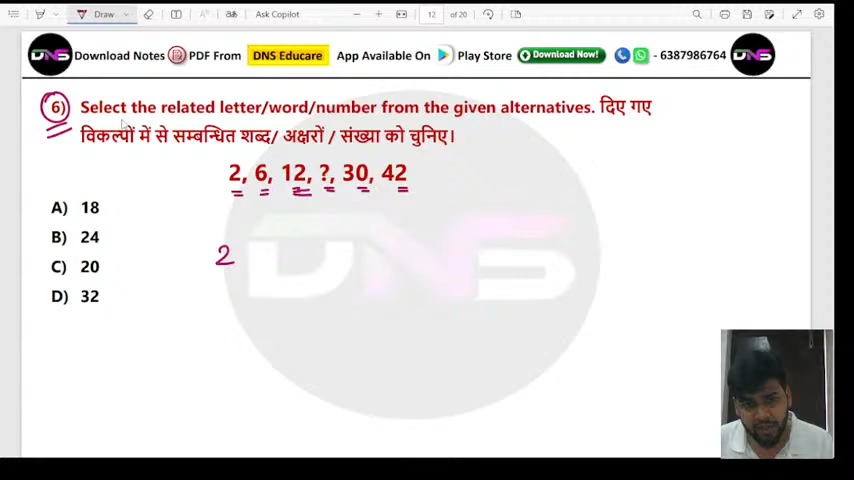 Draw
Ask Copilot
12 of 20
DNS Download Notes PDF From DNS Educare App Available On Play Store Download Now! - 6387986764 DNS
6) Select the related letter/word/number from the given alternatives. दिए गए
विकल्पों में से सम्बन्धित शब्द/ अक्षरों / संख्या को चुनिए।
2, 6, 12, ?, 30, 42
A) 18
B) 24
C) 20
D) 32
2
DNS